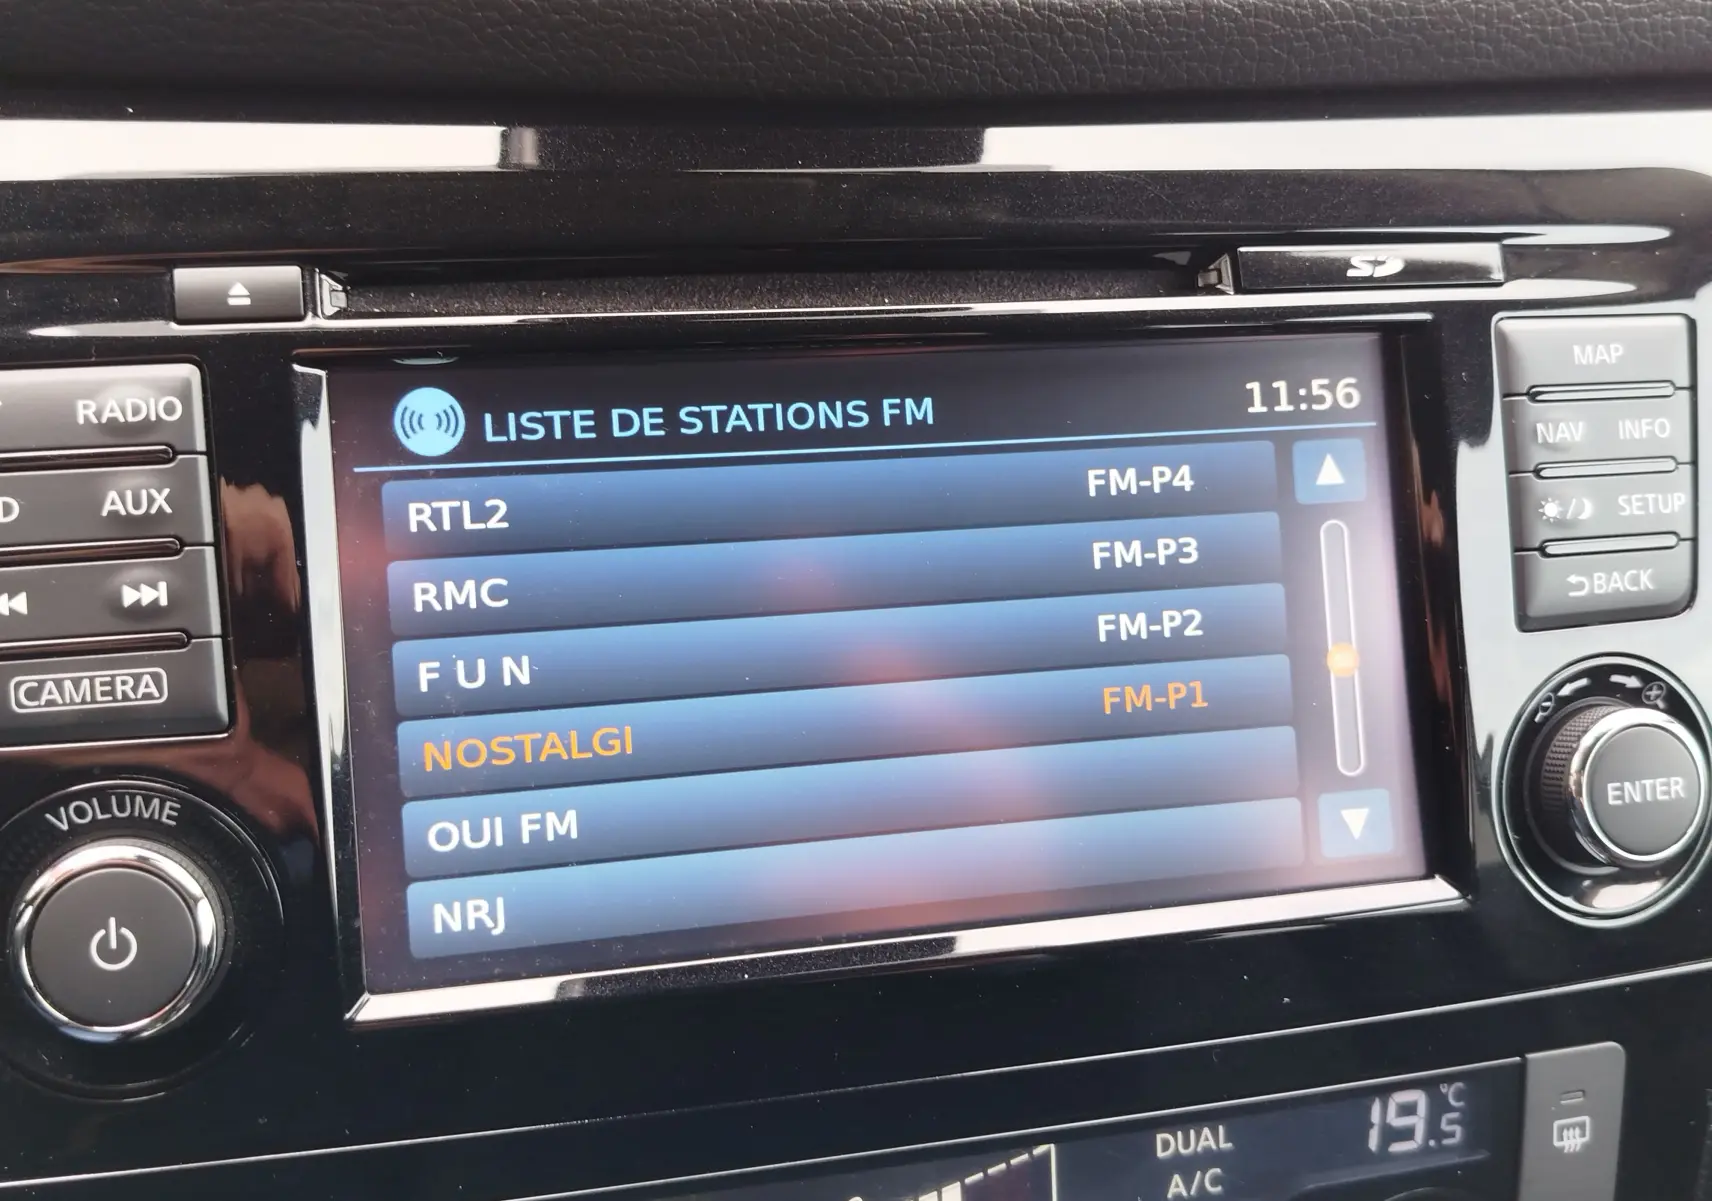 SD
LISTE DE STATIONS FM 11:56
RTL2 FM-P4
RMC FM-P3
F U N FM-P2
NOSTALGI FM-P1
OUI FM
NRJ
RADIO
D AUX
CAMERA
VOLUME
MAP
NAV INFO
SETUP
BACK
ENTER
DUAL
A/C
19.5 °C